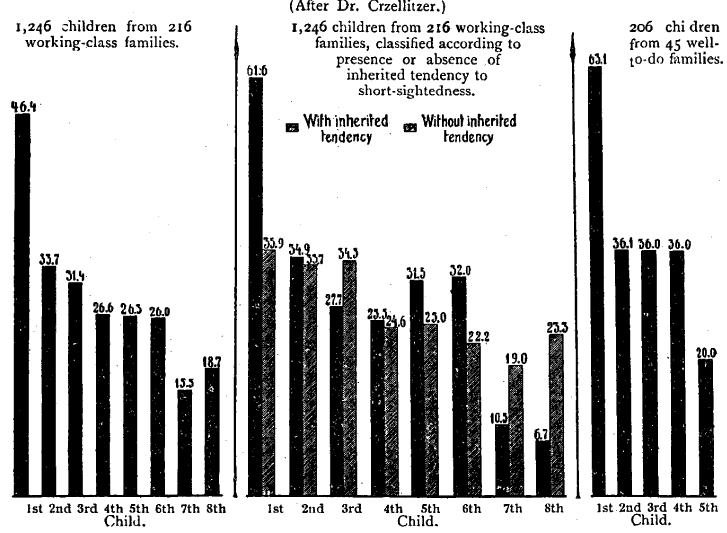 (After Dr. Crzellitzer.)
1,246 children from 216
working-class families.
46.4
33.7
31.4
26.6
26.3
26.0
15.5
18.7
1st 2nd 3rd 4th 5th 6th 7th 8th
Child.
1,246 children from 216 working-class
families, classified according to
presence or absence of
inherited tendency to
short-sightedness.
With inherited
tendency
Without inherited
tendency
61.6
33.9
34.9
33.7
27.7
34.3
23.3
24.6
31.5
23.0
32.0
22.2
10.5
19.0
6.7
23.3
1st 2nd 3rd 4th 5th 6th 7th 8th
Child.
206 chi dren
from 45 well-
to-do families.
63.1
36.1
36.0
36.0
20.0
1st 2nd 3rd 4th 5th
Child.